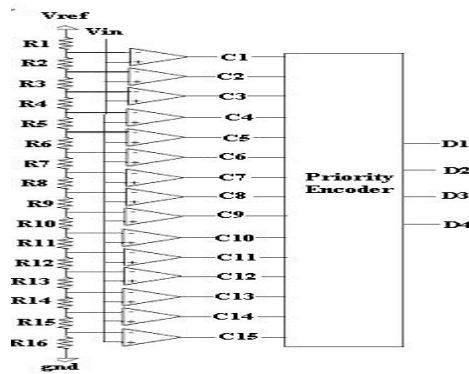 Vref
Vin
R1
R2
R3
R4
R5
R6
R7
R8
R9
R10
R11
R12
R13
R14
R15
R16
gnd
C1
C2
C3
C4
C5
C6
C7
C8
C9
C10
C11
C12
C13
C14
C15
Priority
Encoder
D1
D2
D3
D4